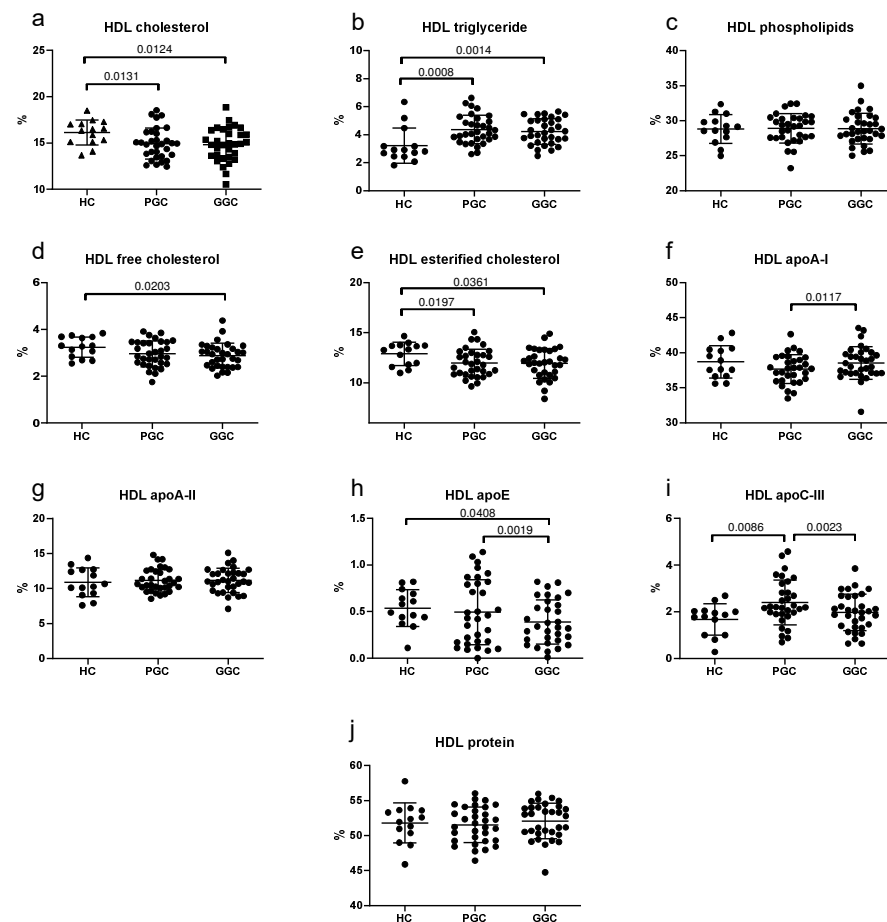 a
HDL cholesterol
25
20
15
10
%
0.0124
0.0131
HC PGC GGC
b
HDL triglyceride
10
8
6
4
2
0
%
0.0014
0.0008
HC PGC GGC
c
HDL phospholipids
40
35
30
25
20
%
HC PGC GGC
d
HDL free cholesterol
6
4
2
0
%
0.0203
HC PGC GGC
e
HDL esterified cholesterol
20
15
10
%
0.0361
0.0197
HC PGC GGC
f
HDL apoA-I
50
45
40
35
30
%
0.0117
HC PGC GGC
g
HDL apoA-II
20
15
10
5
0
%
HC PGC GGC
h
HDL apoE
1.5
1.0
0.5
0.0
%
0.0408
0.0019
HC PGC GGC
i
HDL apoC-III
6
4
2
0
%
0.0086 0.0023
HC PGC GGC
j
HDL protein
60
55
50
45
40
%
HC PGC GGC